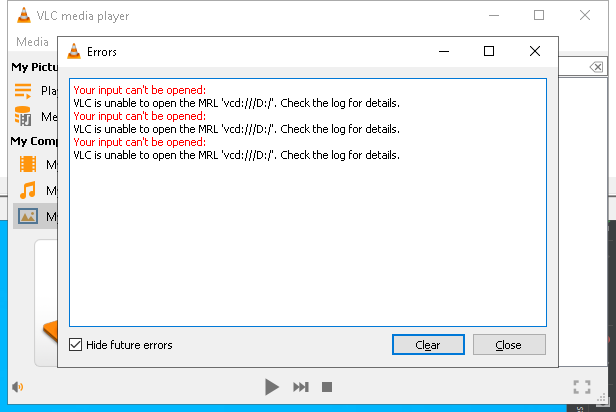 VLC media player
Media
Errors
My Pictu
Your input can't be opened:
VLC is unable to open the MRL 'vcd:///D:/'. Check the log for details.
Your input can't be opened:
VLC is unable to open the MRL 'vcd:///D:/'. Check the log for details.
Your input can't be opened:
VLC is unable to open the MRL 'vcd:///D:/'. Check the log for details.
Pla
Me
My Comp
My
My
My
Hide future errors
Clear
Close